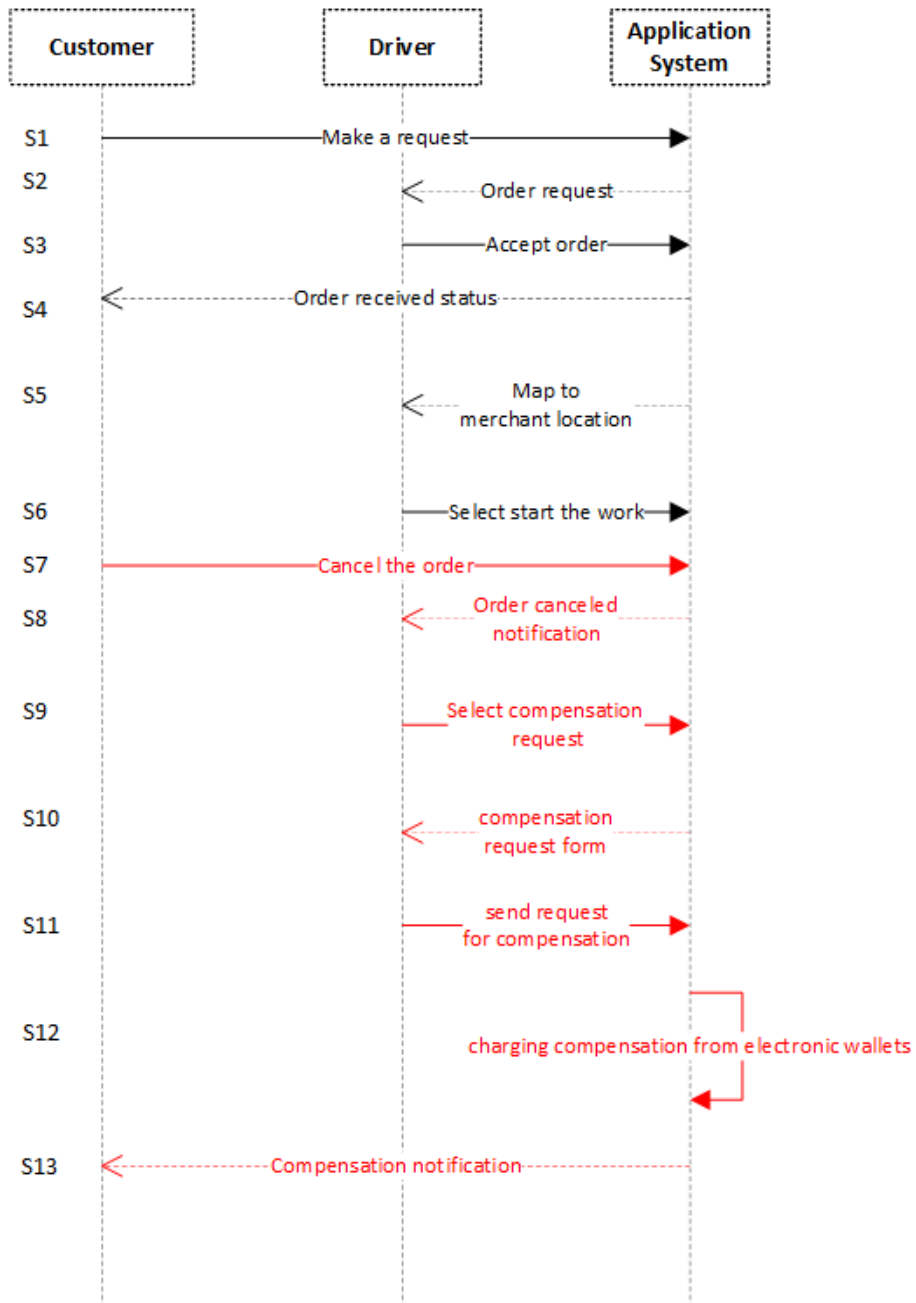 Customer
Driver
Application
System
S1
Make a request
S2
Order request
S3
Accept order
S4
Order received status
S5
Map to
merchant location
S6
Select start the work
S7
Cancel the order
S8
Order canceled
notification
S9
Select compensation
request
S10
compensation
request form
S11
send request
for compensation
S12
charging compensation from electronic wallets
S13
Compensation notification